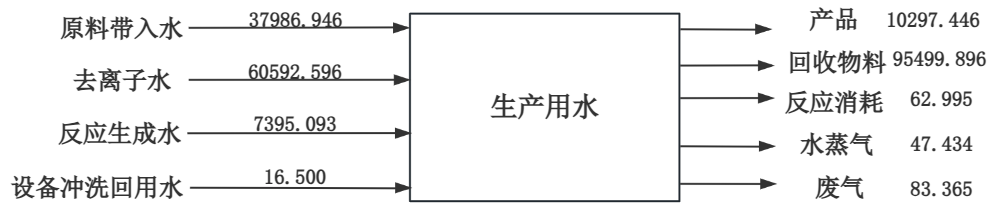 原料带入水 37986.946
去离子水 60592.596
反应生成水 7395.093
设备冲洗回用水 16.500
生产用水
产品 10297.446
回收物料 95499.896
反应消耗 62.995
水蒸气 47.434
废气 83.365